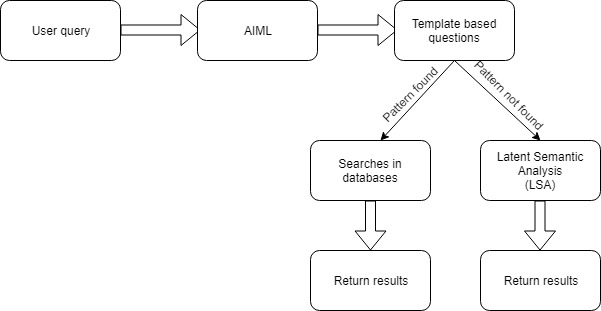 User query
AIML
Template based
questions
Pattern found
Pattern not found
Searches in
databases
Latent Semantic
Analysis
(LSA)
Return results
Return results